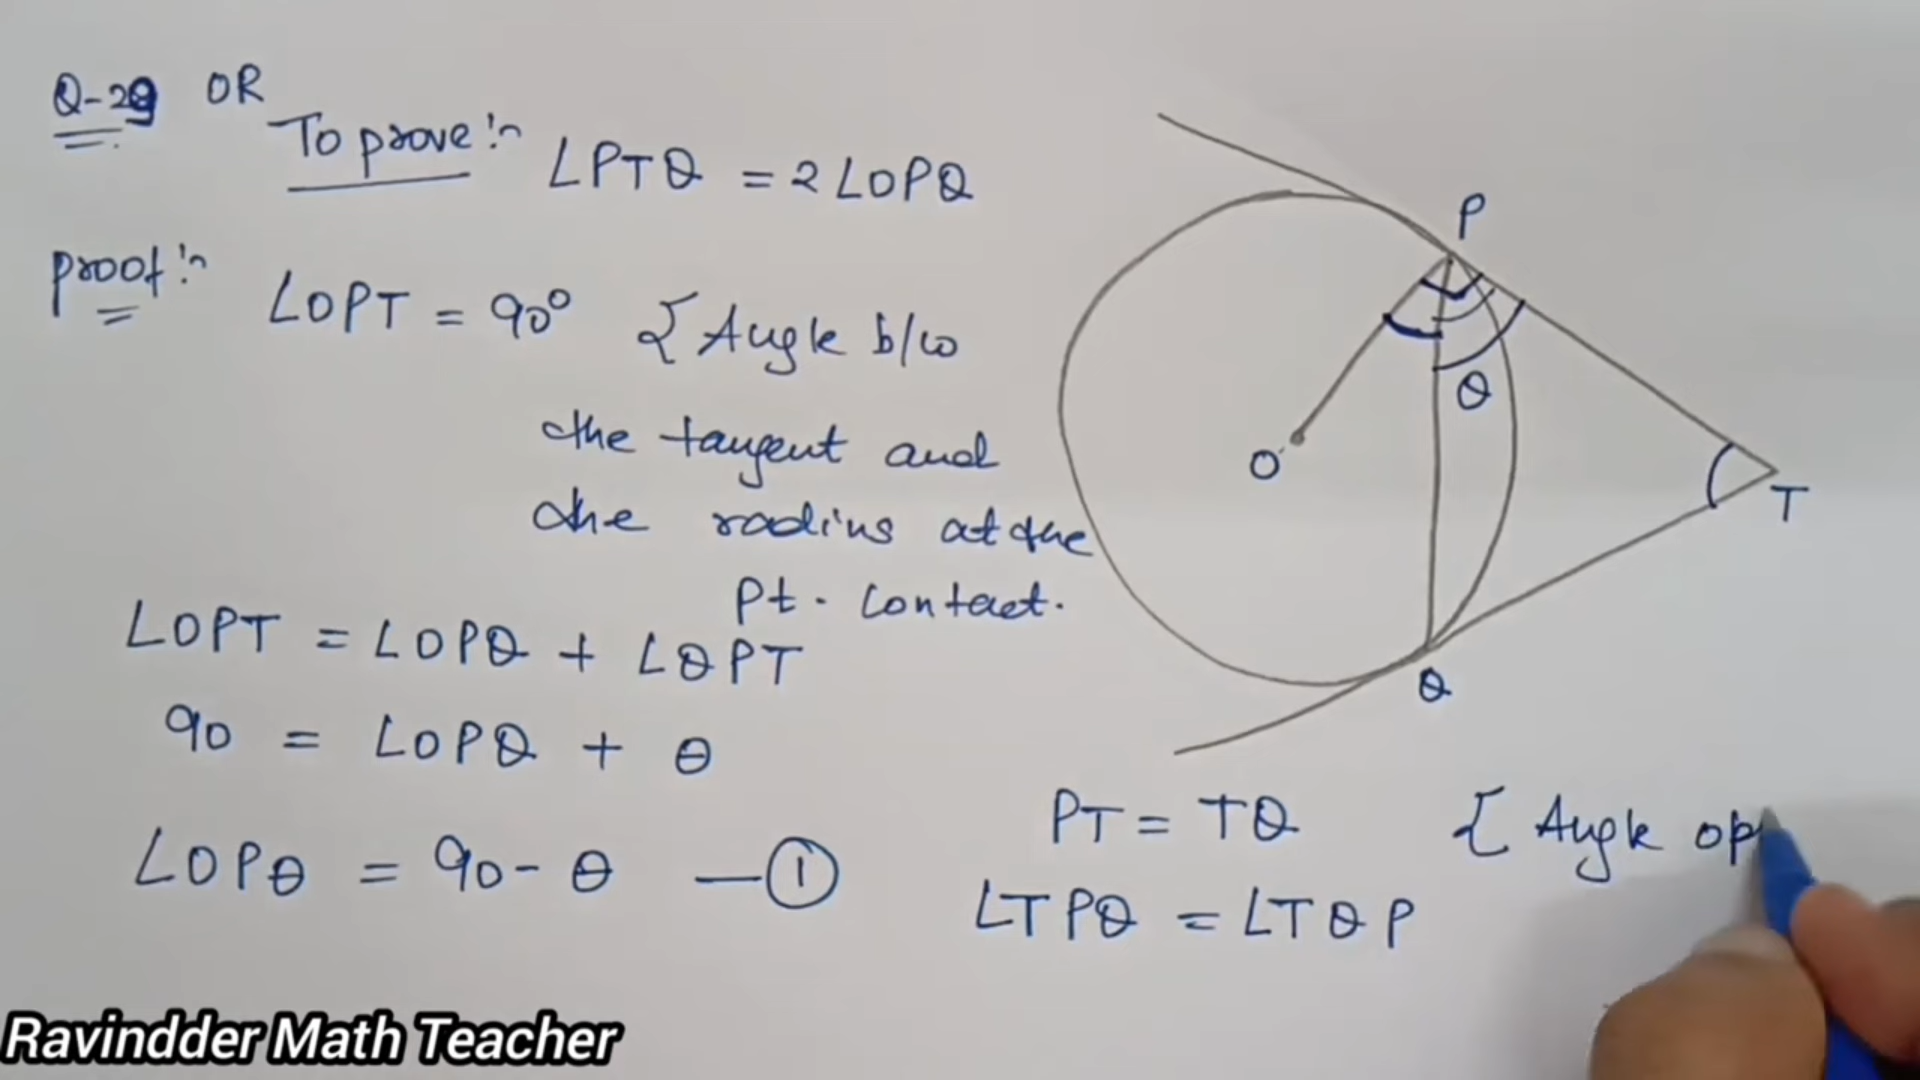 Q-29 OR
To prove:- ∠PTQ = 2∠OPQ
Proof:- ∠OPT = 90° { Angle b/w
the tangent and
the radius at the
Pt. Contact.
∠OPT = ∠OPQ + ∠QPT
90 = ∠OPQ + θ
∠OPQ = 90 - θ — ①
P
θ
O
T
Q
PT = TQ { Angle opp
∠TPQ = ∠TQP
Ravindder Math Teacher